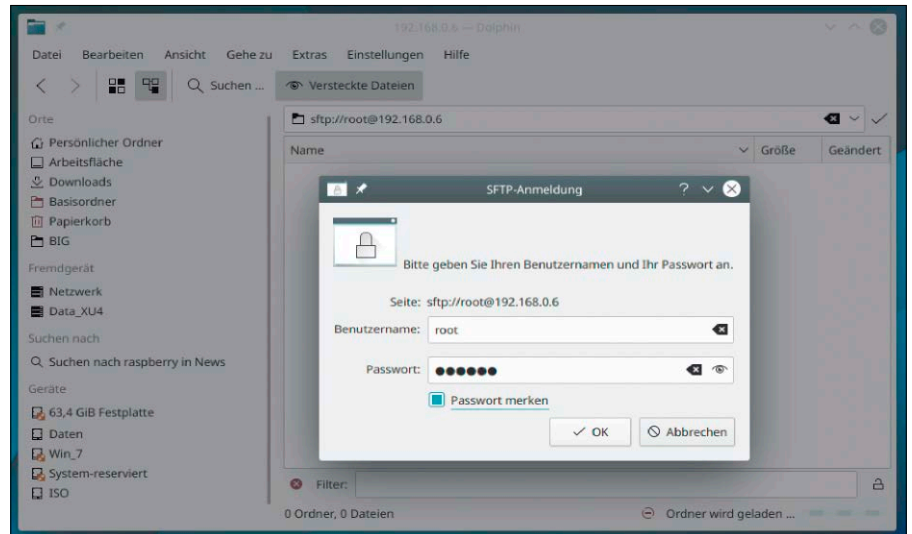 192.168.0.6 — Dolphin
Datei Bearbeiten Ansicht Gehe zu Extras Einstellungen Hilfe
Suchen ... Versteckte Dateien
Orte
Persönlicher Ordner
Arbeitsfläche
Downloads
Basisordner
Papierkorb
BIG
Fremdgerät
Netzwerk
Data_XU4
Suchen nach
Suchen nach raspberry in News
Geräte
63,4 GiB Festplatte
Daten
Win_7
System-reserviert
ISO
sftp://root@192.168.0.6
Name Größe Geändert
SFTP-Anmeldung
Bitte geben Sie Ihren Benutzernamen und Ihr Passwort an.
Seite: sftp://root@192.168.0.6
Benutzername: root
Passwort: ●●●●●●
Passwort merken
OK Abbrechen
Filter:
0 Ordner, 0 Dateien Ordner wird geladen ...